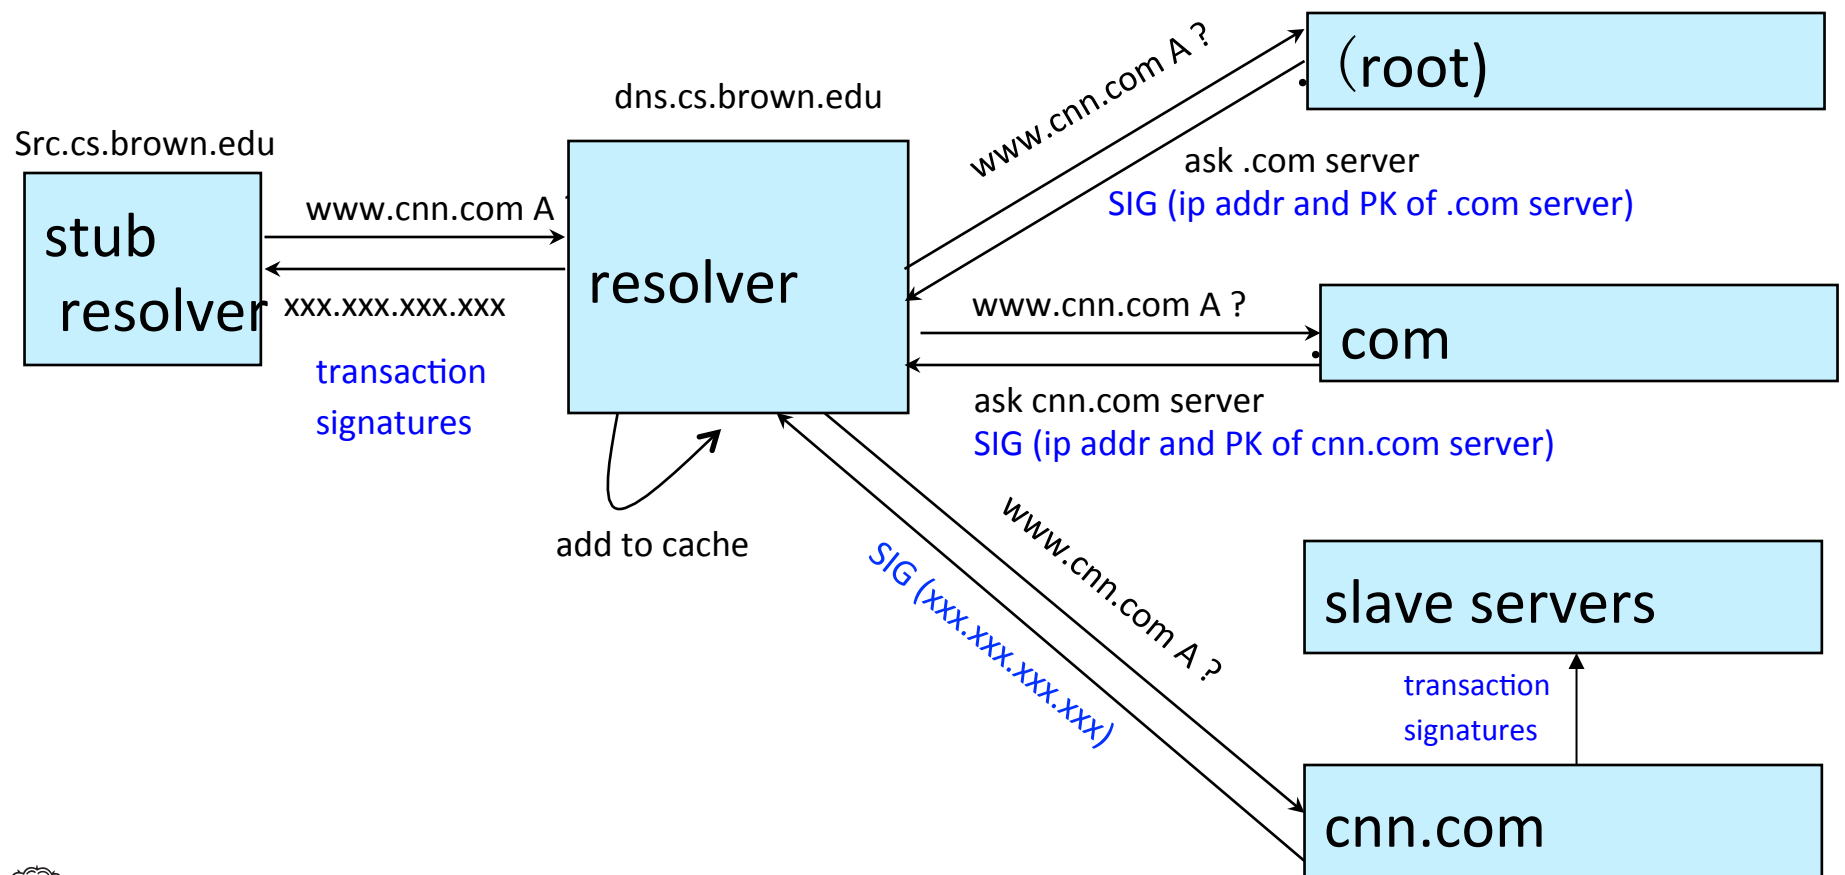 www.cnn.com A ?
. (root)
dns.cs.brown.edu
Src.cs.brown.edu
ask .com server
SIG (ip addr and PK of .com server)
www.cnn.com A ?
stub
resolver
resolver
xxx.xxx.xxx.xxx
www.cnn.com A ?
. com
transaction
signatures
ask cnn.com server
SIG (ip addr and PK of cnn.com server)
add to cache
www.cnn.com A ?
SIG (xxx.xxx.xxx.xxx)
slave servers
transaction
signatures
cnn.com